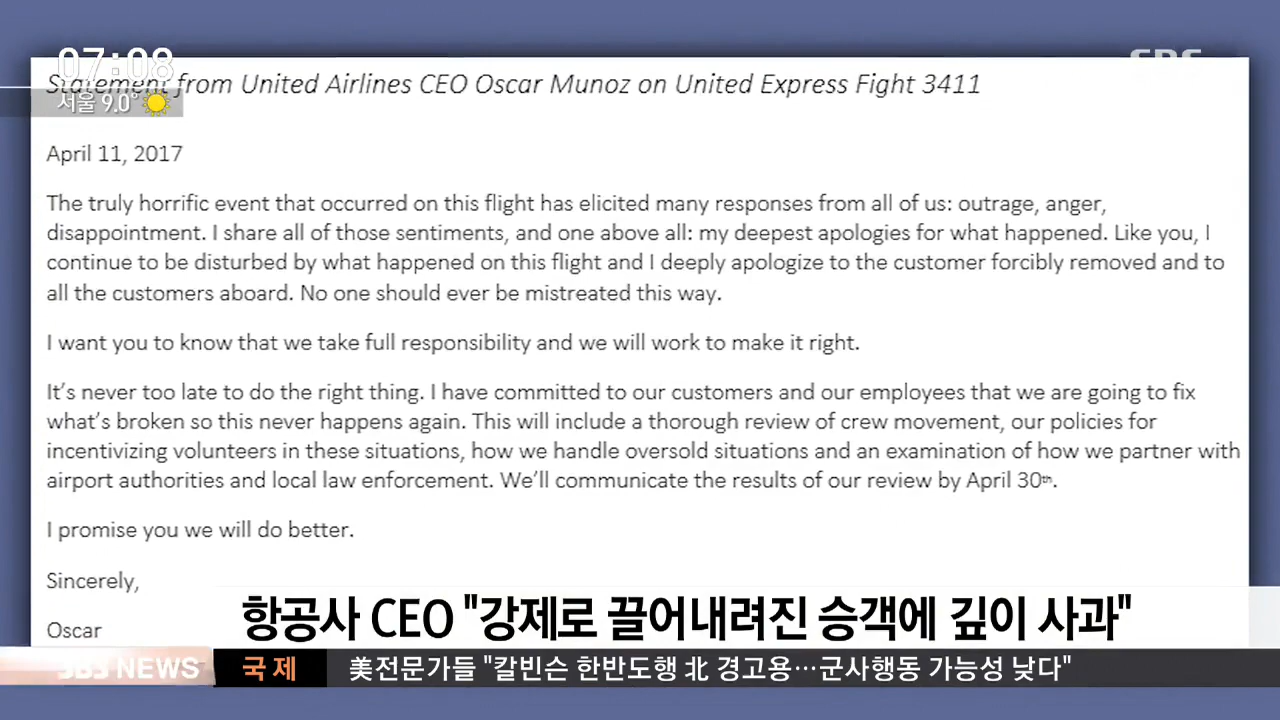 07:08
SBS
서울 9.0°
Statement from United Airlines CEO Oscar Munoz on United Express Fight 3411
April 11, 2017
The truly horrific event that occurred on this flight has elicited many responses from all of us: outrage, anger,
disappointment. I share all of those sentiments, and one above all: my deepest apologies for what happened. Like you, I
continue to be disturbed by what happened on this flight and I deeply apologize to the customer forcibly removed and to
all the customers aboard. No one should ever be mistreated this way.
I want you to know that we take full responsibility and we will work to make it right.
It’s never too late to do the right thing. I have committed to our customers and our employees that we are going to fix
what’s broken so this never happens again. This will include a thorough review of crew movement, our policies for
incentivizing volunteers in these situations, how we handle oversold situations and an examination of how we partner with
airport authorities and local law enforcement. We’ll communicate the results of our review by April 30th.
I promise you we will do better.
Sincerely,
Oscar
항공사 CEO "강제로 끌어내려진 승객에 깊이 사과"
SBS NEWS 국제 美전문가들 "칼빈슨 한반도행 北 경고용…군사행동 가능성 낮다"